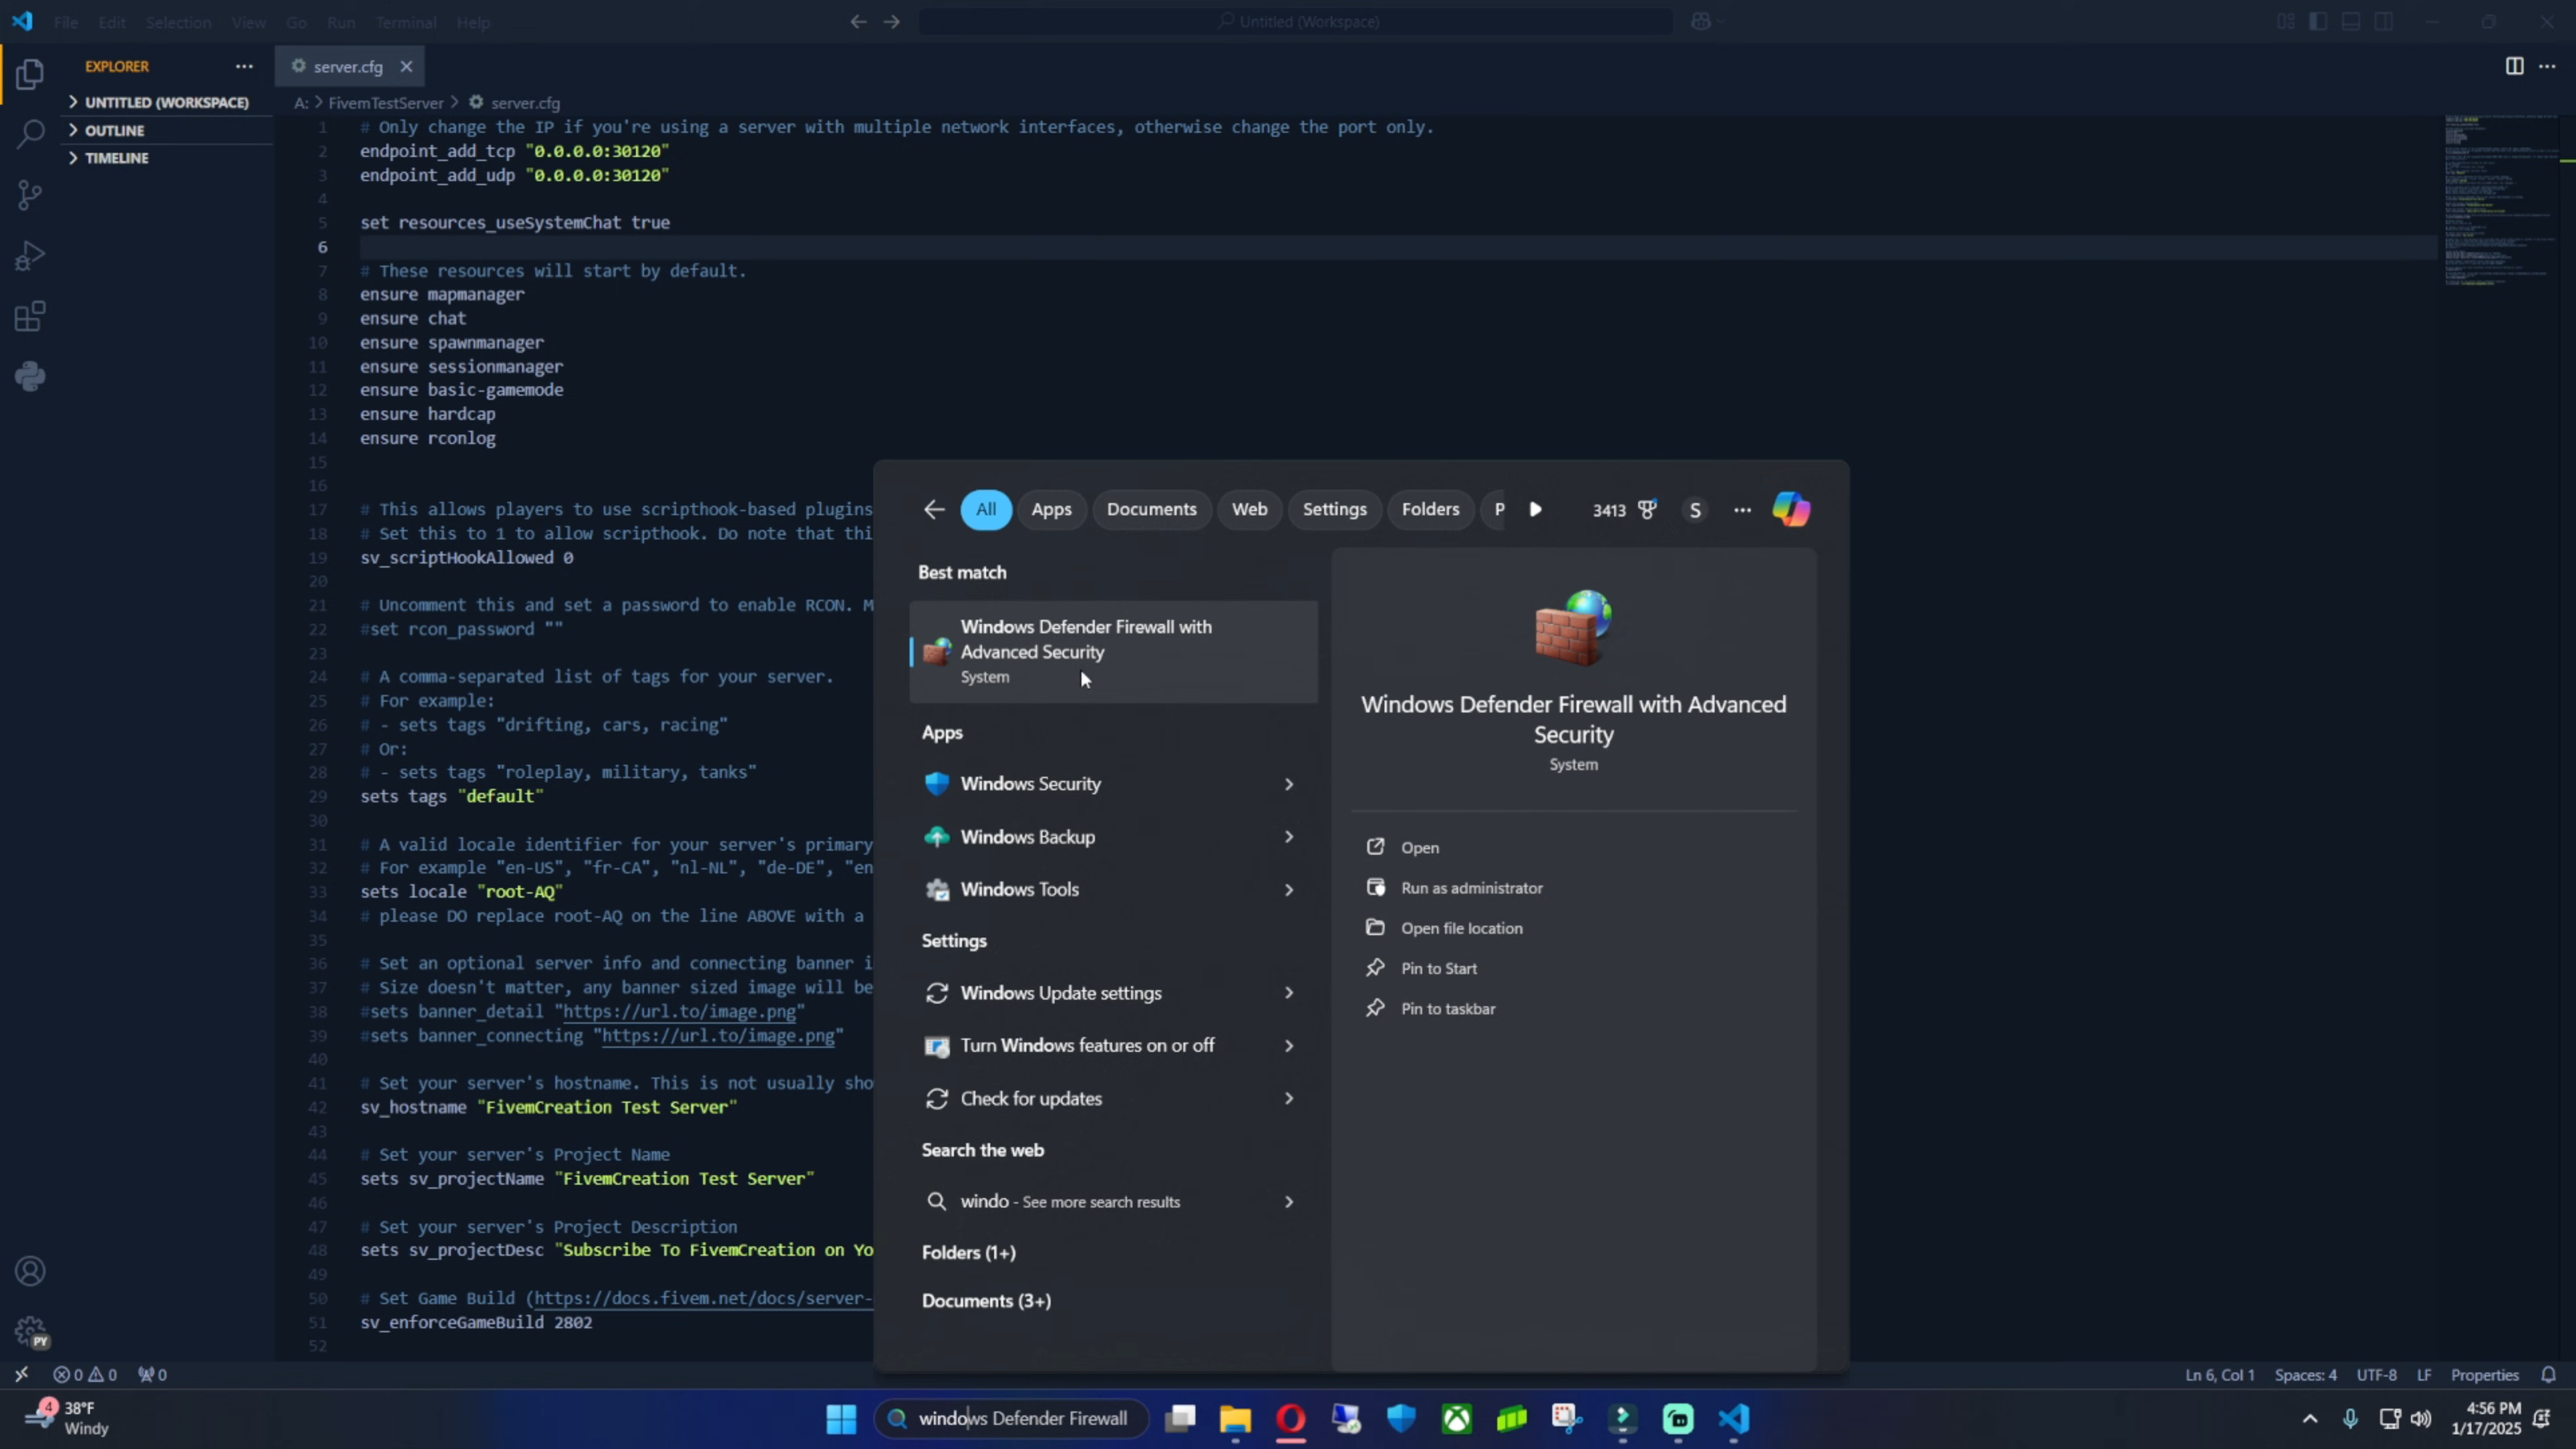 File Edit Selection View Go Run Terminal Help
Untitled (Workspace)
EXPLORER
server.cfg
UNTITLED (WORKSPACE)
OUTLINE
TIMELINE
A: > FivemTestServer > server.cfg
1 # Only change the IP if you're using a server with multiple network interfaces, otherwise change the port only.
2 endpoint_add_tcp "0.0.0.0:30120"
3 endpoint_add_udp "0.0.0.0:30120"
4
5 set resources_useSystemChat true
6
7 # These resources will start by default.
8 ensure mapmanager
9 ensure chat
10 ensure spawnmanager
11 ensure sessionmanager
12 ensure basic-gamemode
13 ensure hardcap
14 ensure rconlog
15
16
17 # This allows players to use scripthook-based plugins
18 # Set this to 1 to allow scripthook. Do note that thi
19 sv_scriptHookAllowed 0
20
21 # Uncomment this and set a password to enable RCON. M
22 #set rcon_password ""
23
24 # A comma-separated list of tags for your server.
25 # For example:
26 # - sets tags "drifting, cars, racing"
27 # Or:
28 # - sets tags "roleplay, military, tanks"
29 sets tags "default"
30
31 # A valid locale identifier for your server's primary
32 # For example "en-US", "fr-CA", "nl-NL", "de-DE", "en
33 sets locale "root-AQ"
34 # please DO replace root-AQ on the line ABOVE with a
35
36 # Set an optional server info and connecting banner i
37 # Size doesn't matter, any banner sized image will be
38 #sets banner_detail "https://url.to/image.png"
39 #sets banner_connecting "https://url.to/image.png"
40
41 # Set your server's hostname. This is not usually sho
42 sv_hostname "FivemCreation Test Server"
43
44 # Set your server's Project Name
45 sets sv_projectName "FivemCreation Test Server"
46
47 # Set your server's Project Description
48 sets sv_projectDesc "Subscribe To FivemCreation on Yo
49
50 # Set Game Build (https://docs.fivem.net/docs/server-
51 sv_enforceGameBuild 2802
52
All Apps Documents Web Settings Folders P 3413 S
Best match
Windows Defender Firewall with
Advanced Security
System
Apps
Windows Security
Windows Backup
Windows Tools
Settings
Windows Update settings
Turn Windows features on or off
Check for updates
Search the web
windo - See more search results
Folders (1+)
Documents (3+)
Windows Defender Firewall with Advanced
Security
System
Open
Run as administrator
Open file location
Pin to Start
Pin to taskbar
PY
0 0 0
Ln 6, Col 1 Spaces: 4 UTF-8 LF Properties
4
38°F
Windy
windows Defender Firewall
4:56 PM
1/17/2025